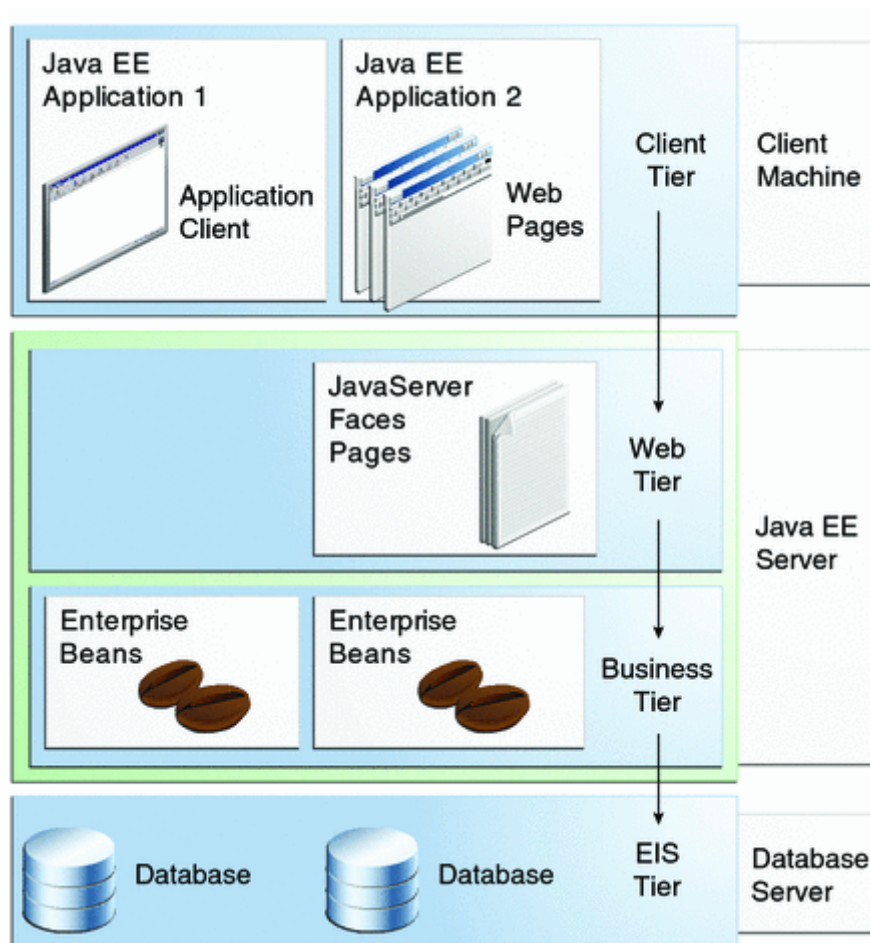 Java EE
Application 1
Application
Client
Java EE
Application 2
Web
Pages
Client
Tier
Client
Machine
JavaServer
Faces
Pages
Web
Tier
Java EE
Server
Enterprise
Beans
Enterprise
Beans
Business
Tier
Database
Database
EIS
Tier
Database
Server